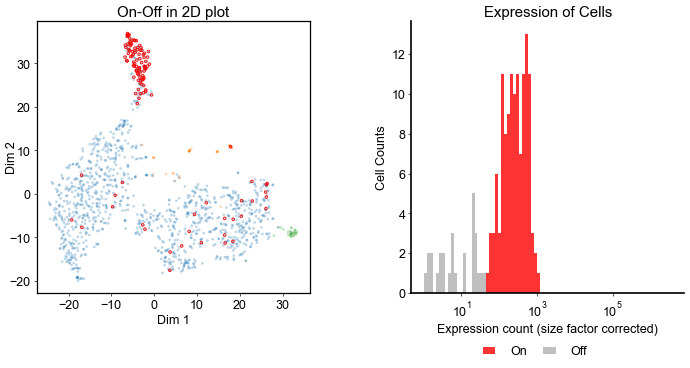 On-Off in 2D plot
Dim 2
30
20
10
0
−10
−20
−20 −10 0 10 20 30
Dim 1
Expression of Cells
Cell Counts
12
10
8
6
4
2
0
10^1 10^3 10^5
Expression count (size factor corrected)
On Off